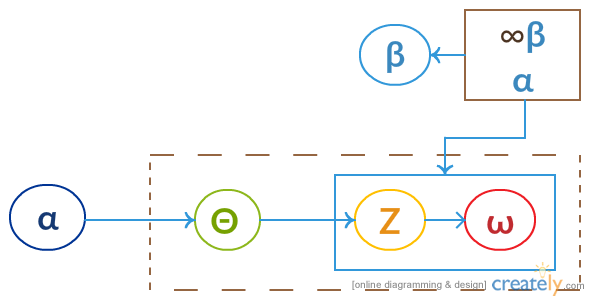 ∞β
α
β
α
Θ
Z
ω
[online diagramming & design] creately.com